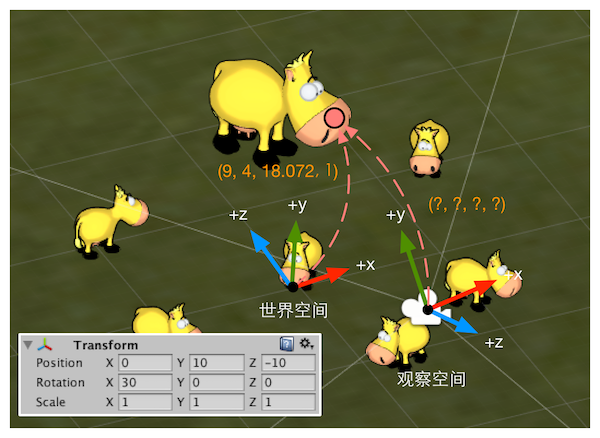 (9, 4, 18.072, 1)
(?, ?, ?, ?)
+z
+y
+x
世界空间
+y
+x
+z
观察空间
Transform
Position X 0 Y 10 Z -10
Rotation X 30 Y 0 Z 0
Scale X 1 Y 1 Z 1